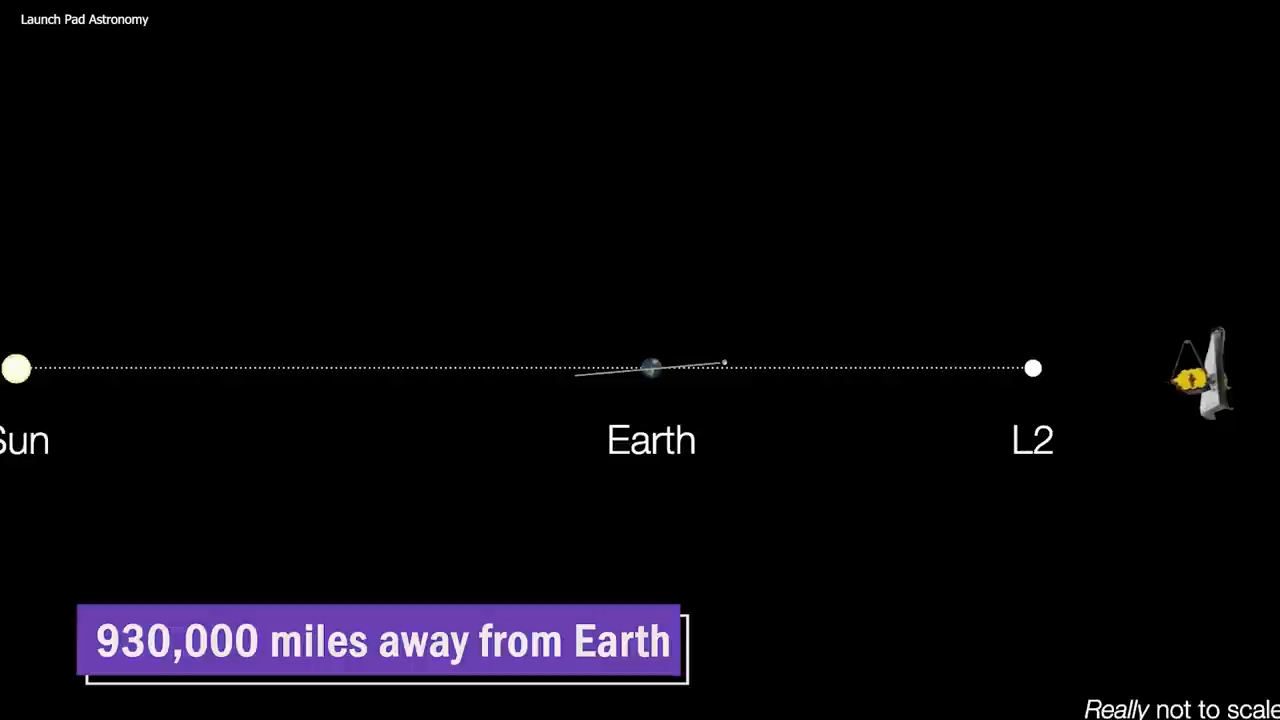 Launch Pad Astronomy
Sun
Earth
L2
930,000 miles away from Earth
Really not to scale